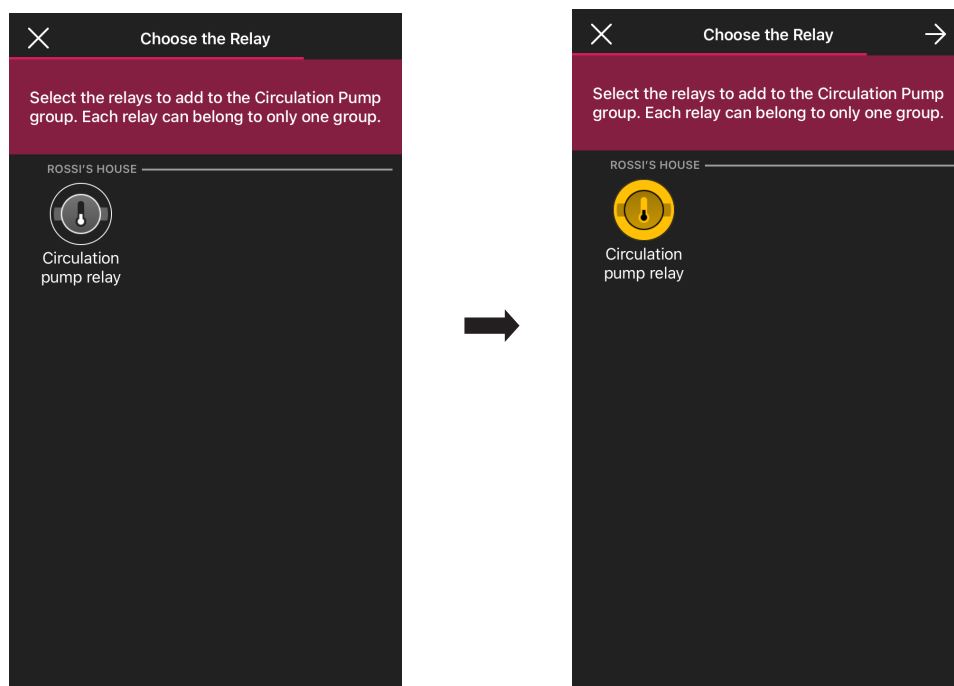 Choose the Relay
Select the relays to add to the Circulation Pump
group. Each relay can belong to only one group.
ROSSI'S HOUSE
Circulation
pump relay
Choose the Relay
Select the relays to add to the Circulation Pump
group. Each relay can belong to only one group.
ROSSI'S HOUSE
Circulation
pump relay